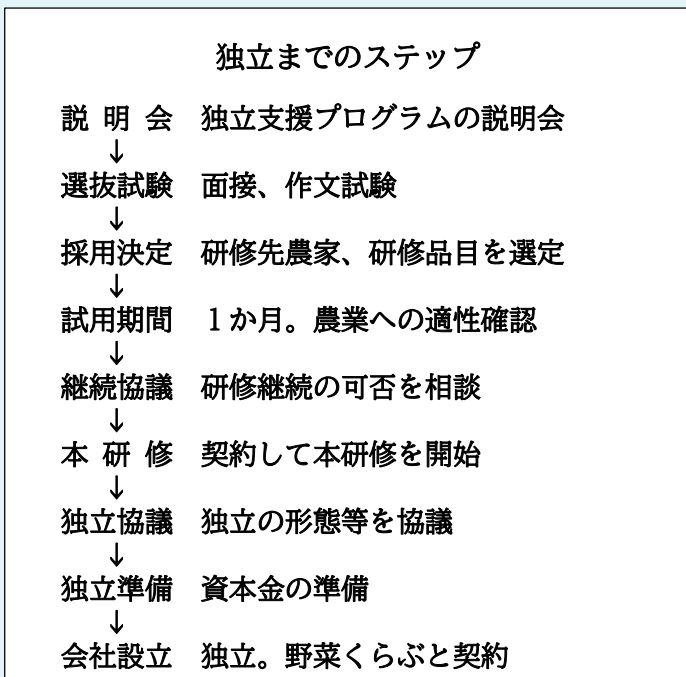 独立までのステップ
説 明 会 独立支援プログラムの説明会
↓
選抜試験 面接、作文試験
↓
採用決定 研修先農家、研修品目を選定
↓
試用期間 １か月。農業への適性確認
↓
継続協議 研修継続の可否を相談
↓
本 研 修 契約して本研修を開始
↓
独立協議 独立の形態等を協議
↓
独立準備 資本金の準備
↓
会社設立 独立。野菜くらぶと契約